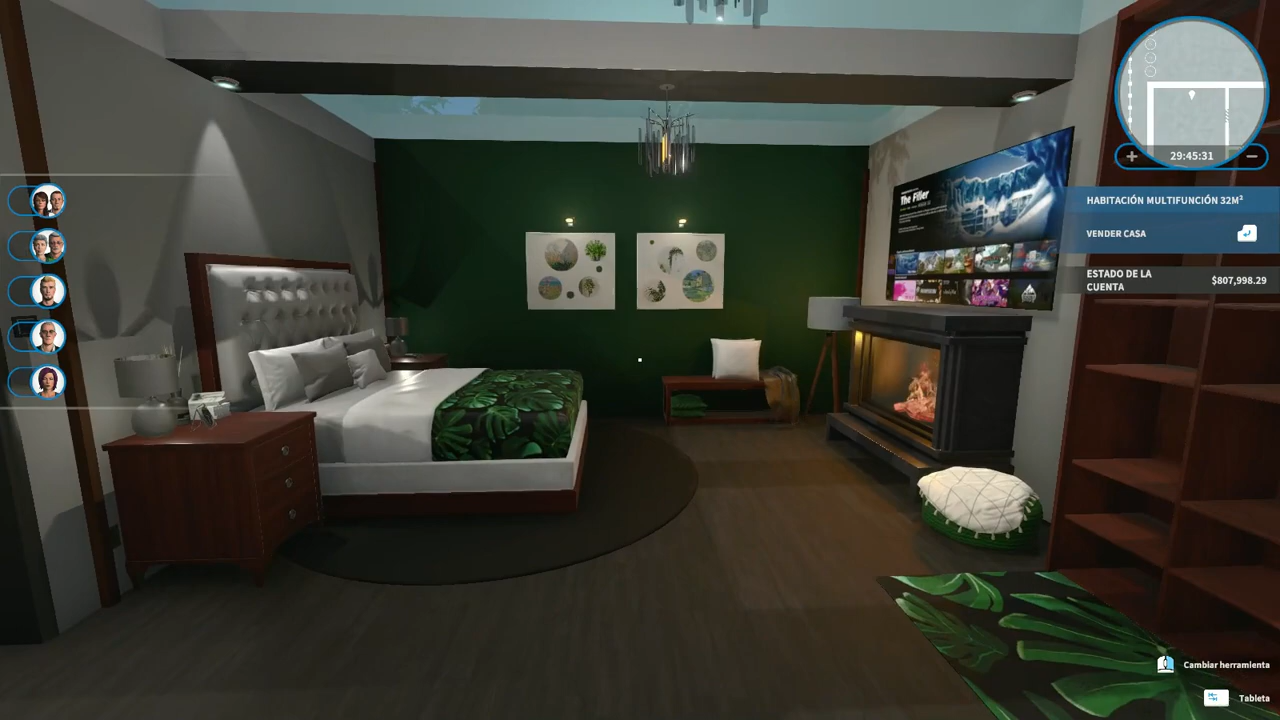 The Filler
29:45:31
HABITACIÓN MULTIFUNCIÓN 32M²
VENDER CASA
ESTADO DE LA
CUENTA
$807,998.29
Cambiar herramienta
Tableta